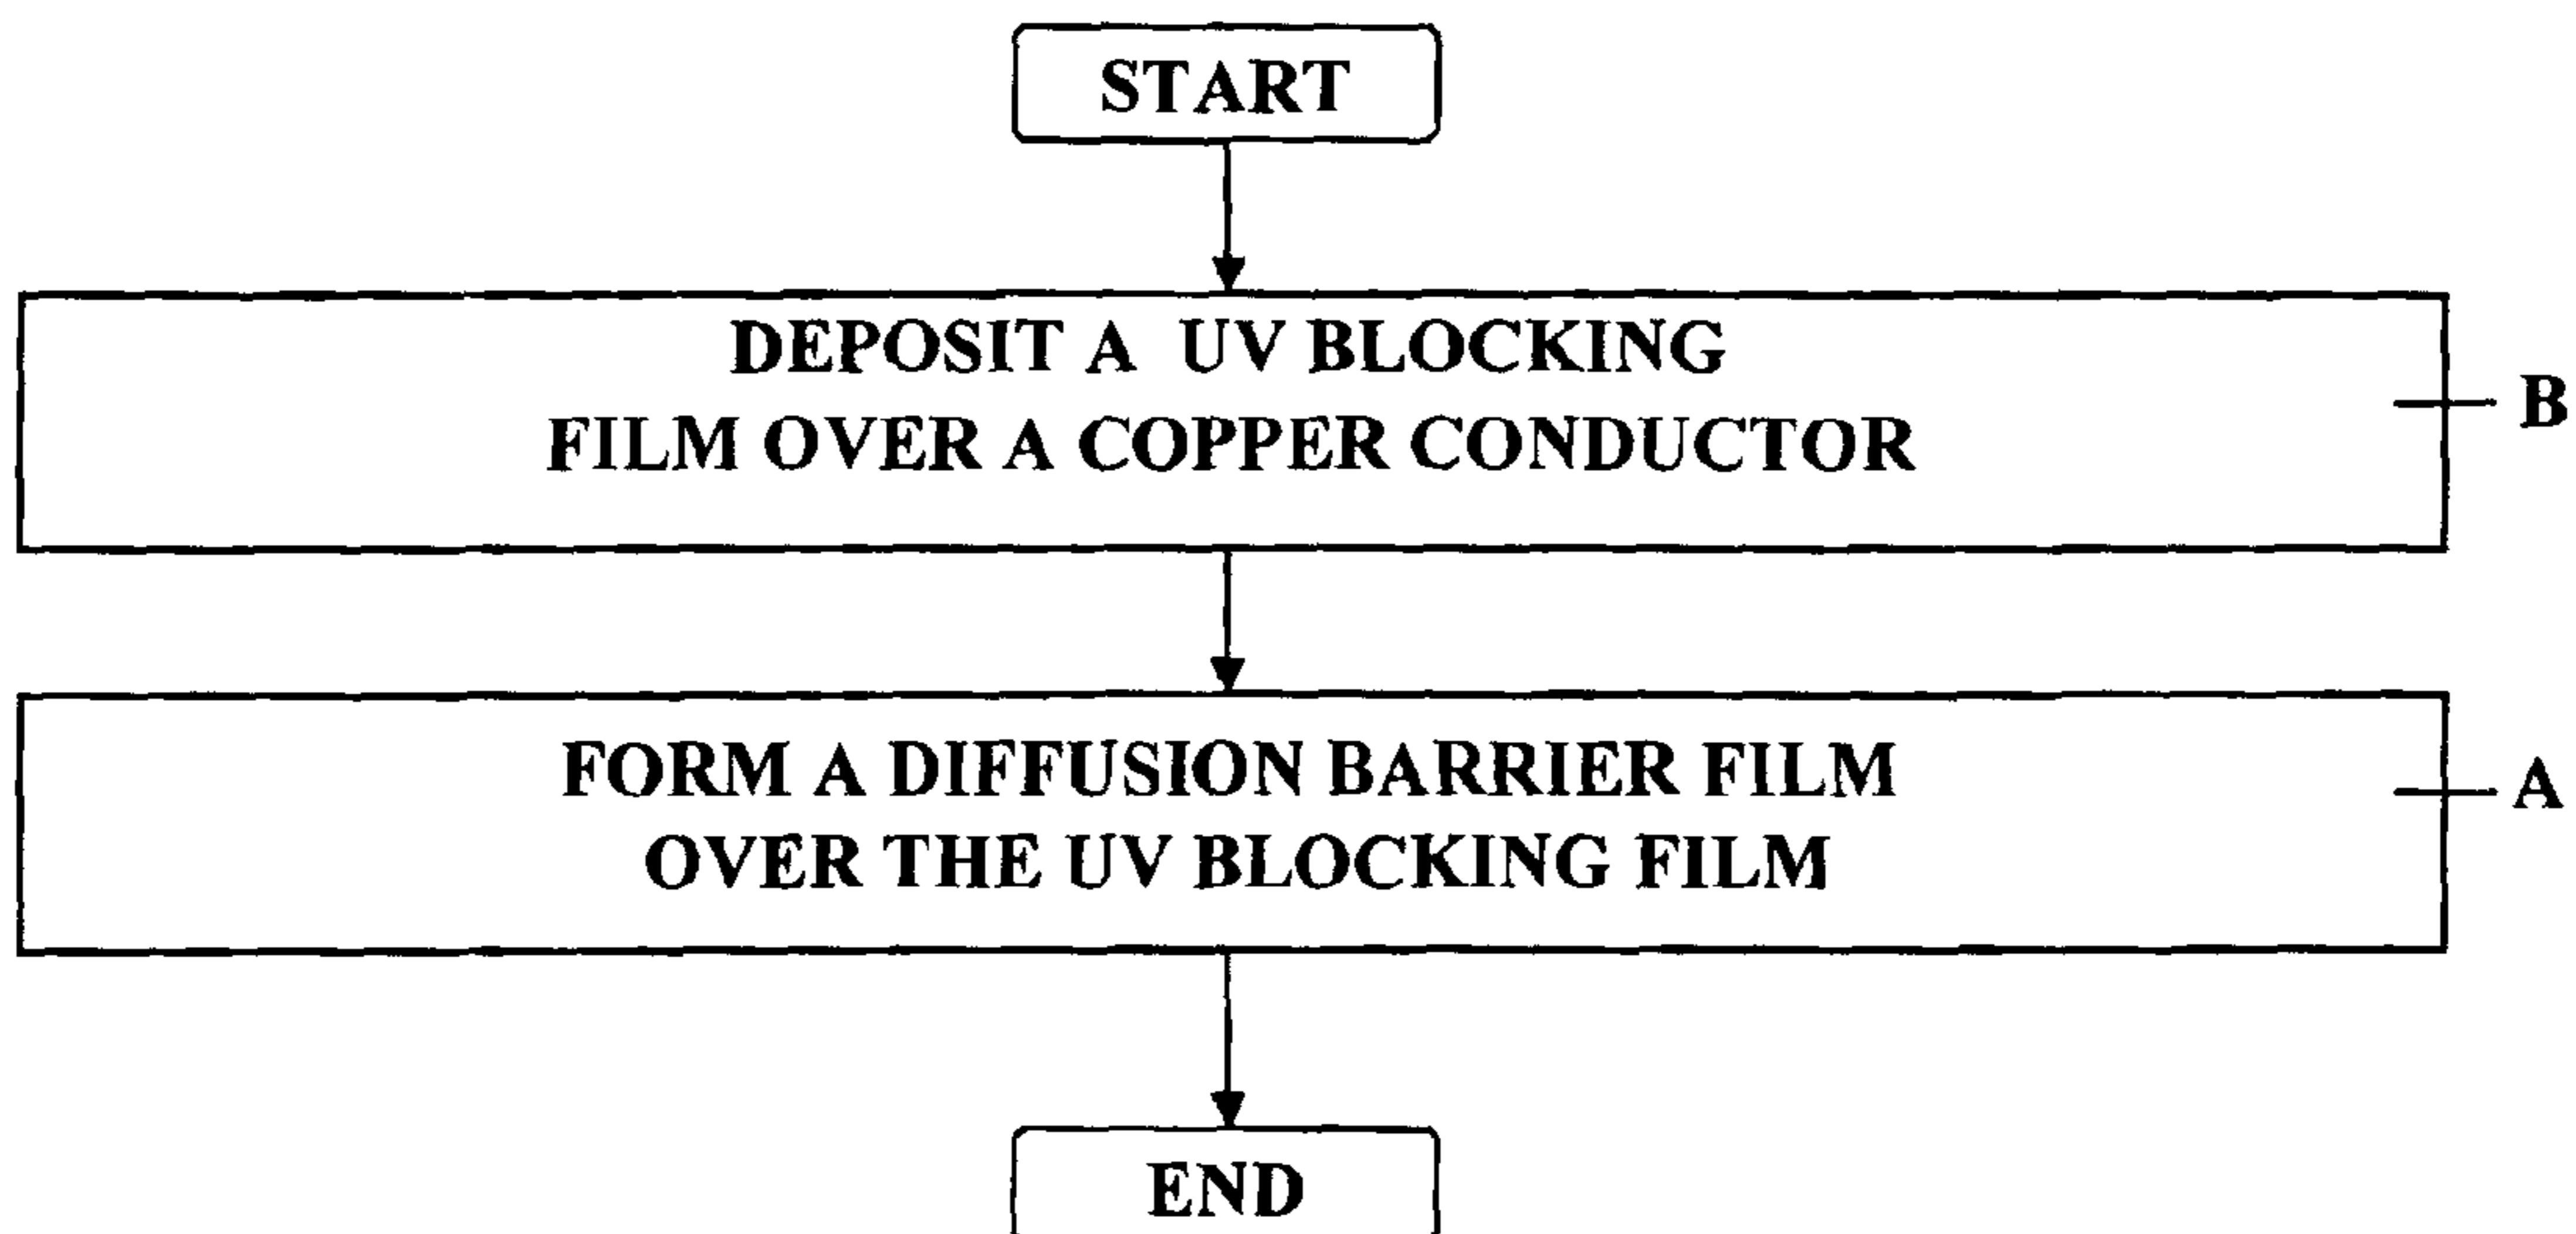 START
DEPOSIT A UV BLOCKING
FILM OVER A COPPER CONDUCTOR
B
FORM A DIFFUSION BARRIER FILM
OVER THE UV BLOCKING FILM
A
END